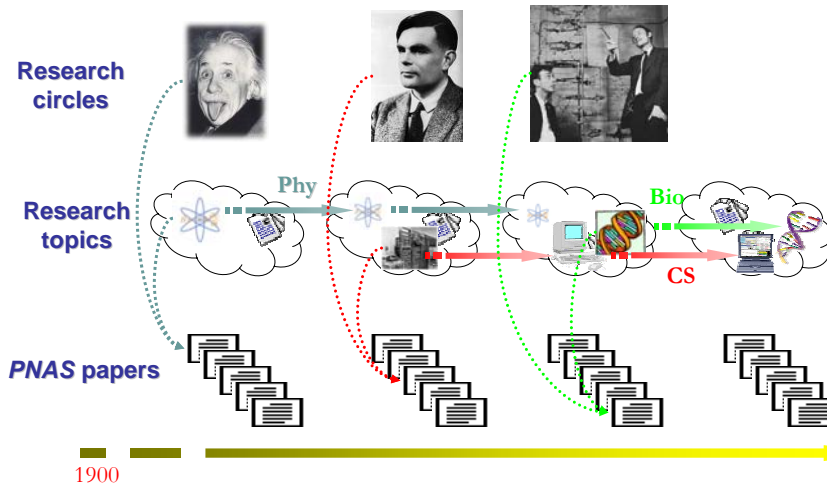 Research
circles
Phy
Bio
Research
topics
CS
PNAS papers
1900